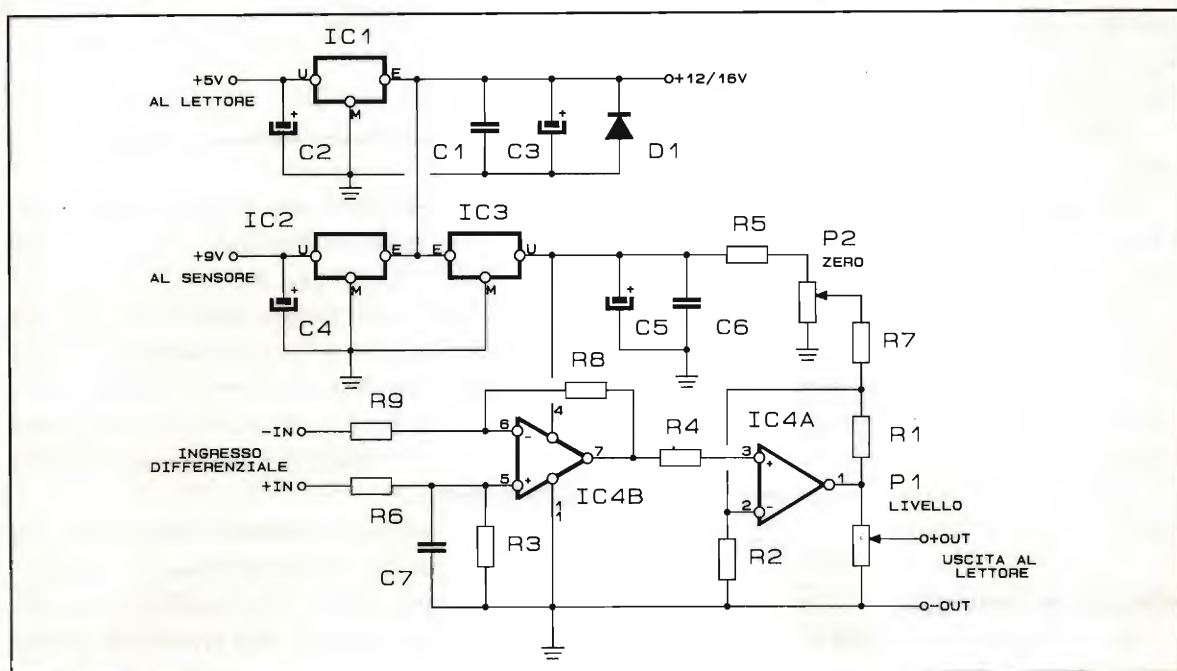 IC1
+5V
U
E
+12/16V
AL LETTORE
M
+
+
C2
C1
C3
D1
IC2
IC3
R5
P2
ZERO
+9V
U
E
E
U
AL SENSORE
M
M
+
+
C4
C5
C6
R7
R8
R9
4
IC4A
-IN
6
-
R4
R1
INGRESSO
DIFFERENZIALE
7
3
+
+IN
5
+
IC4B
1
P1
LIVELLO
R6
1
2
-
R3
+OUT
C7
R2
USCITA AL
LETTORE
-OUT